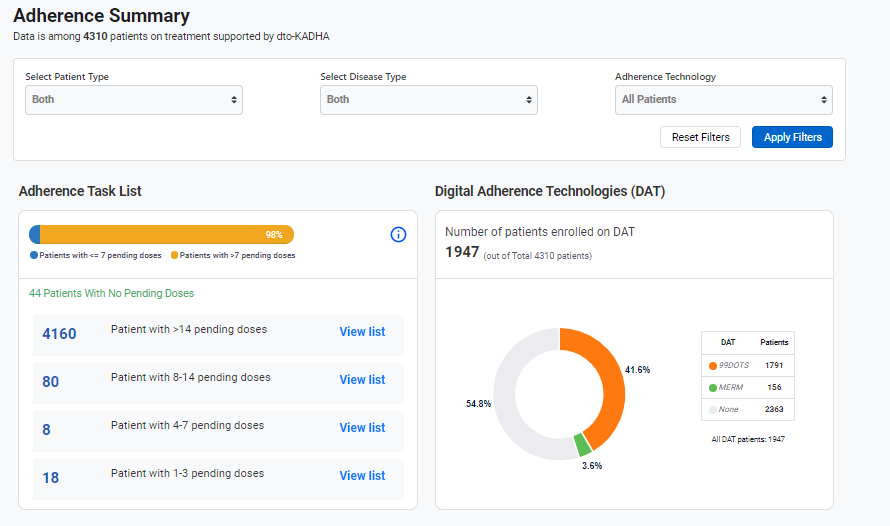 Adherence Summary
Data is among 4310 patients on treatment supported by dto-KADHA
Select Patient Type
Both
Select Disease Type
Both
Adherence Technology
All Patients
Reset Filters
Apply Filters
Adherence Task List
98%
Patients with <= 7 pending doses
Patients with >7 pending doses
44 Patients With No Pending Doses
4160 Patient with >14 pending doses View list
80 Patient with 8-14 pending doses View list
8 Patient with 4-7 pending doses View list
18 Patient with 1-3 pending doses View list
Digital Adherence Technologies (DAT)
Number of patients enrolled on DAT
1947 (out of Total 4310 patients)
41.6%
54.8%
3.6%
DAT Patients
99DOTS 1791
MERM 156
None 2363
All DAT patients: 1947